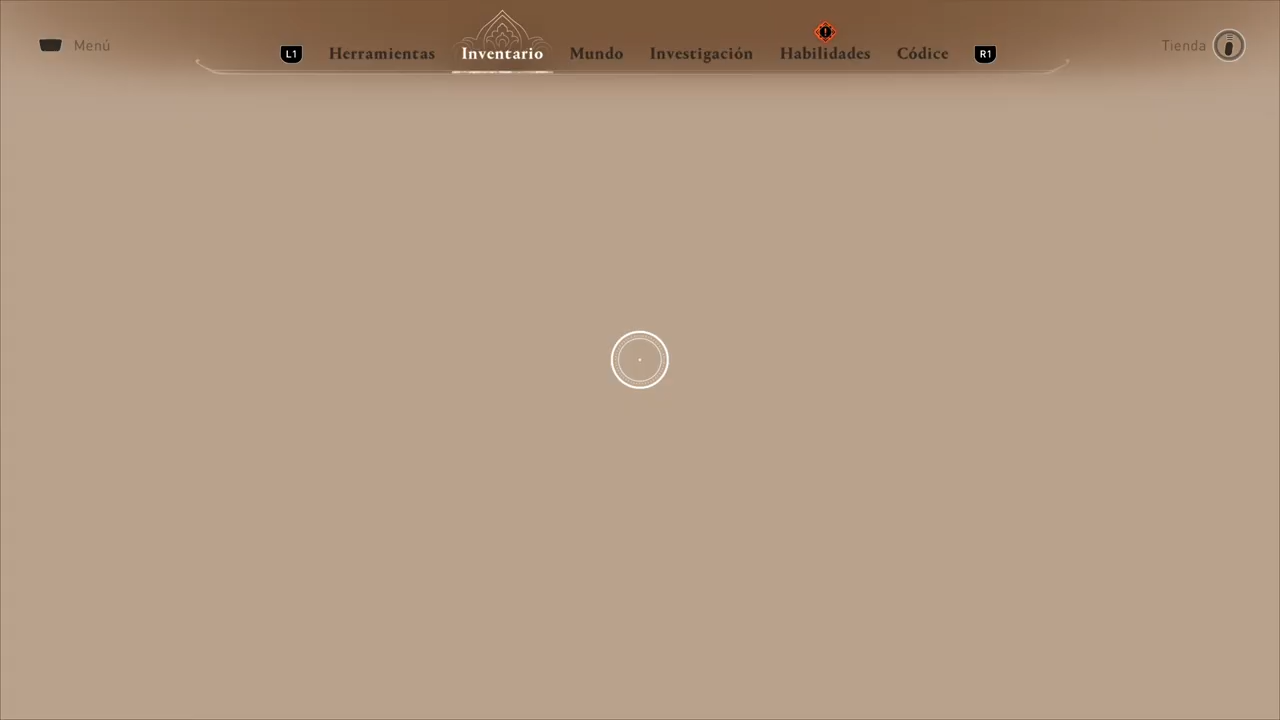 Menú
L1 Herramientas Inventario Mundo Investigación Habilidades Códice R1
Tienda